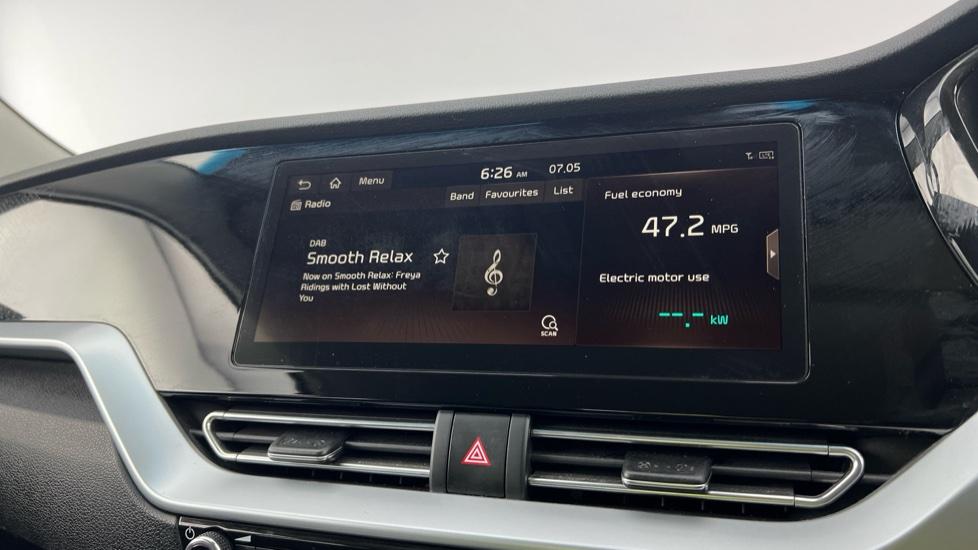 Menu
6:26 AM
07.05
Radio
Band Favourites List
DAB
Smooth Relax
Now on Smooth Relax: Freya
Ridings with Lost Without
You
SCAN
Fuel economy
47.2 MPG
Electric motor use
--.- kW